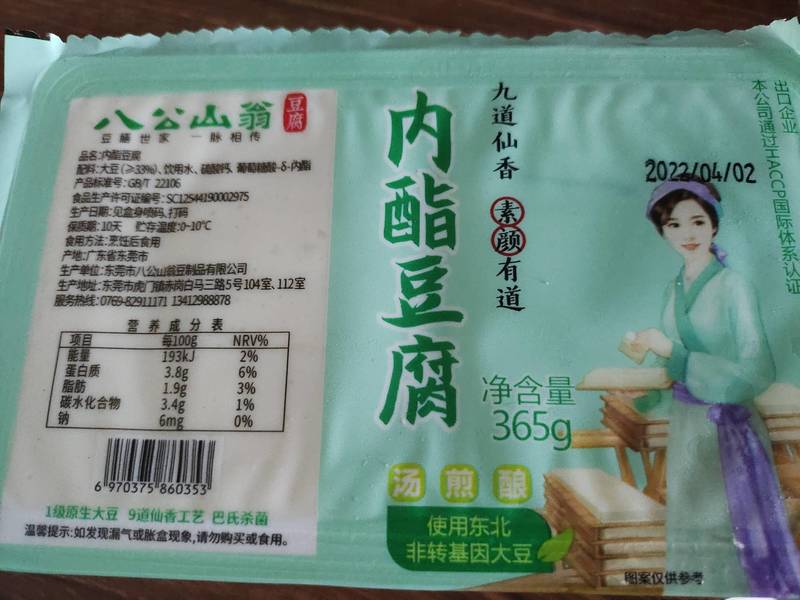 八公山翁
豆腐
豆膳世家 一脉相传
品名:内酯豆腐
配料:大豆(≥33%)、饮用水、硫酸钙、葡萄糖酸-δ-内酯
产品标准号:GB/T 22106
食品生产许可证编号:SC12544190002975
生产日期:见盒身喷码、打码
保质期:10天 贮存温度:0-10℃
食用方法:烹饪后食用
产地:广东省东莞市
生产单位:东莞市八公山翁豆制品有限公司
生产地址:东莞市虎门镇赤岗白马三路5号104室、112室
服务热线:0769-82911171 13412988878
营养成分表
项目 每100g NRV%
能量 193kJ 2%
蛋白质 3.8g 6%
脂肪 1.9g 3%
碳水化合物 3.4g 1%
钠 6mg 0%
6 970375 860353
1级原生大豆 9道仙香工艺 巴氏杀菌
温馨提示:如发现漏气或胀盒现象,请勿购买或食用。
内酯豆腐
九道仙香 素颜有道
净含量
365g
汤 煎 酿
使用东北
非转基因大豆
2022/04/02
出口企业
本公司通过HACCP国际体系认证
图案仅供参考